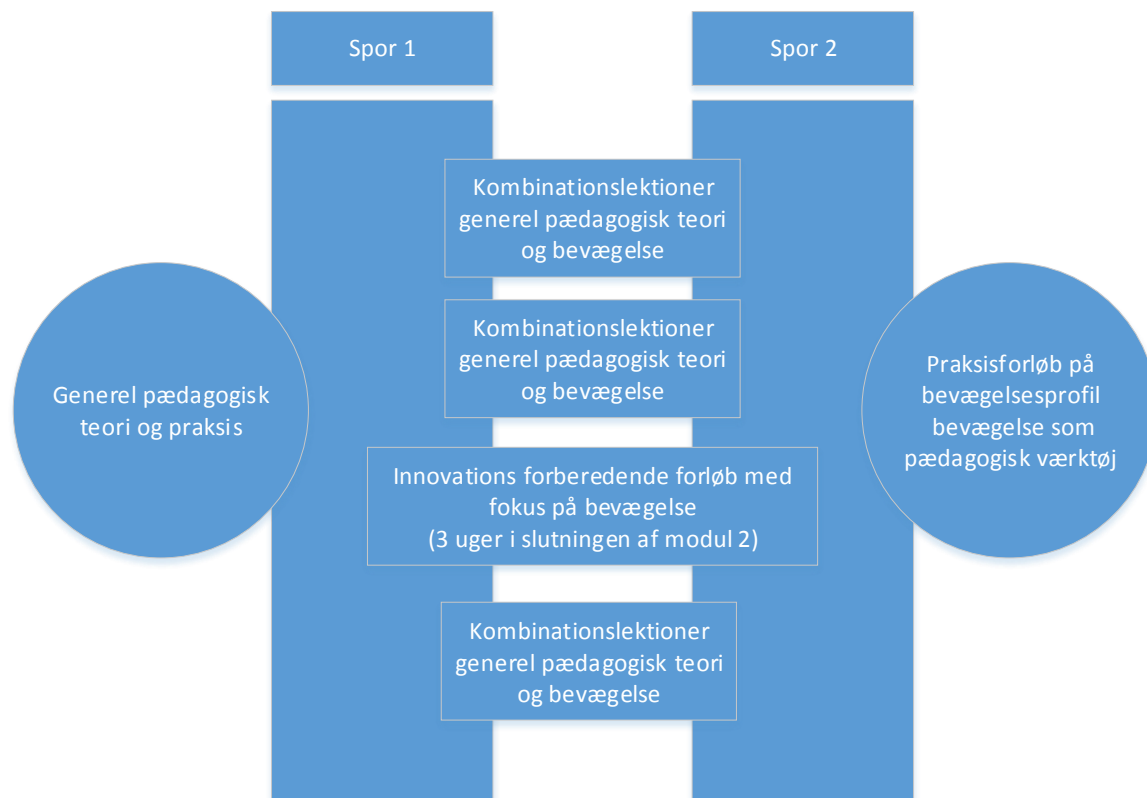 Spor 1
Spor 2
Kombinationslektioner
generel pædagogisk teori
og bevægelse
Kombinationslektioner
generel pædagogisk teori
og bevægelse
Generel pædagogisk
teori og praksis
Praksisforløb på
bevægelsesprofil
bevægelse som
pædagogisk værktøj
Innovations forberedende forløb med
fokus på bevægelse
(3 uger i slutningen af modul 2)
Kombinationslektioner
generel pædagogisk teori
og bevægelse